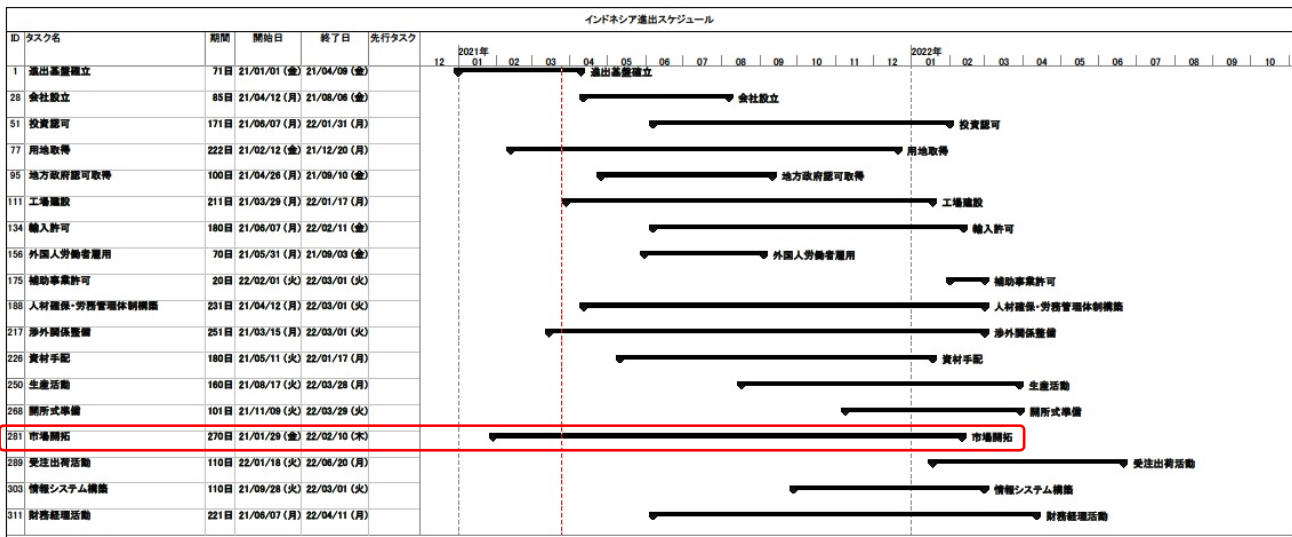 インドネシア進出スケジュール
ID タスク名 期間 開始日 終了日 先行タスク
2021年 2022年
12 01 02 03 04 05 06 07 08 09 10 11 12 01 02 03 04 05 06 07 08 09 10
1 進出基盤確立 71日 21/01/01 (金) 21/04/09 (金) 進出基盤確立
28 会社設立 85日 21/04/12 (月) 21/08/06 (金) 会社設立
51 投資認可 171日 21/06/07 (月) 22/01/31 (月) 投資認可
77 用地取得 222日 21/02/12 (金) 21/12/20 (月) 用地取得
95 地方政府認可取得 100日 21/04/26 (月) 21/09/10 (金) 地方政府認可取得
111 工場建設 211日 21/03/29 (月) 22/01/17 (月) 工場建設
134 輸入許可 180日 21/06/07 (月) 22/02/11 (金) 輸入許可
156 外国人労働者雇用 70日 21/05/31 (月) 21/09/03 (金) 外国人労働者雇用
175 補助事業許可 20日 22/02/01 (火) 22/03/01 (火) 補助事業許可
188 人材確保・労務管理体制構築 231日 21/04/12 (月) 22/03/01 (火) 人材確保・労務管理体制構築
217 渉外関係整備 251日 21/03/15 (月) 22/03/01 (火) 渉外関係整備
226 資材手配 180日 21/05/11 (火) 22/01/17 (月) 資材手配
250 生産活動 160日 21/08/17 (火) 22/03/28 (月) 生産活動
268 開所式準備 101日 21/11/09 (火) 22/03/29 (火) 開所式準備
281 市場開拓 270日 21/01/29 (金) 22/02/10 (木) 市場開拓
289 受注出荷活動 110日 22/01/18 (火) 22/06/20 (月) 受注出荷活動
303 情報システム構築 110日 21/09/28 (火) 22/03/01 (火) 情報システム構築
311 財務経理活動 221日 21/06/07 (月) 22/04/11 (月) 財務経理活動